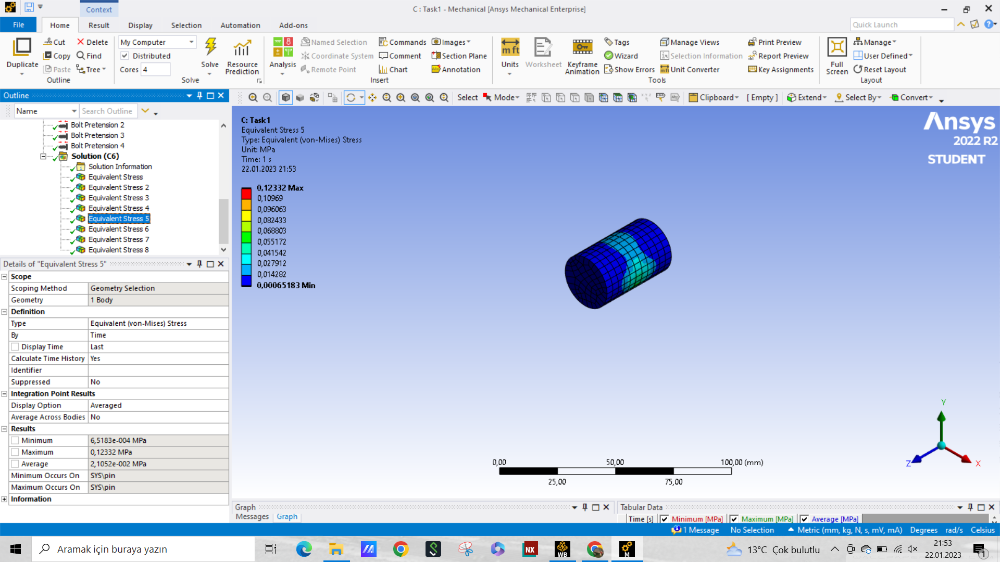 C : Task1 - Mechanical [Ansys Mechanical Enterprise]
Context
File Home Result Display Selection Automation Add-ons
Quick Launch
Duplicate
Cut
Copy
Paste
Delete
Find
Tree
Outline
My Computer
Distributed
Cores 4
Solve
Resource Prediction
Solve
Analysis
Named Selection
Coordinate System
Remote Point
Commands
Comment
Chart
Images
Section Plane
Annotation
Insert
Units
Worksheet
Keyframe Animation
Tags
Wizard
Show Errors
Manage Views
Selection Information
Unit Converter
Print Preview
Report Preview
Key Assignments
Tools
Full Screen
Manage
User Defined
Reset Layout
Layout
Outline
Name
Search Outline
Select Mode Clipboard [ Empty ] Extend Select By Convert
Bolt Pretension 2
Bolt Pretension 3
Bolt Pretension 4
Solution (C6)
Solution Information
Equivalent Stress
Equivalent Stress 2
Equivalent Stress 3
Equivalent Stress 4
Equivalent Stress 5
Equivalent Stress 6
Equivalent Stress 7
Equivalent Stress 8
Details of "Equivalent Stress 5"
Scope
Scoping Method Geometry Selection
Geometry 1 Body
Definition
Type Equivalent (von-Mises) Stress
By Time
Display Time Last
Calculate Time History Yes
Identifier
Suppressed No
Integration Point Results
Display Option Averaged
Average Across Bodies No
Results
Minimum 6,5183e-004 MPa
Maximum 0,12332 MPa
Average 2,1052e-002 MPa
Minimum Occurs On SYS\pin
Maximum Occurs On SYS\pin
Information
C: Task1
Equivalent Stress 5
Type: Equivalent (von-Mises) Stress
Unit: MPa
Time: 1 s
22.01.2023 21:53
0,12332 Max
0,10969
0,096063
0,082433
0,068803
0,055172
0,041542
0,027912
0,014282
0,00065183 Min
Ansys
2022 R2
STUDENT
Y
Z
X
0,00 50,00 100,00 (mm)
25,00 75,00
Graph
Messages Graph
Tabular Data
Time [s] Minimum [MPa] Maximum [MPa] Average [MPa]
1 Message No Selection Metric (mm, kg, N, s, mV, mA) Degrees rad/s Celsius
Aramak için buraya yazın
NX
WB
M
13°C Çok bulutlu
21:53
22.01.2023
1